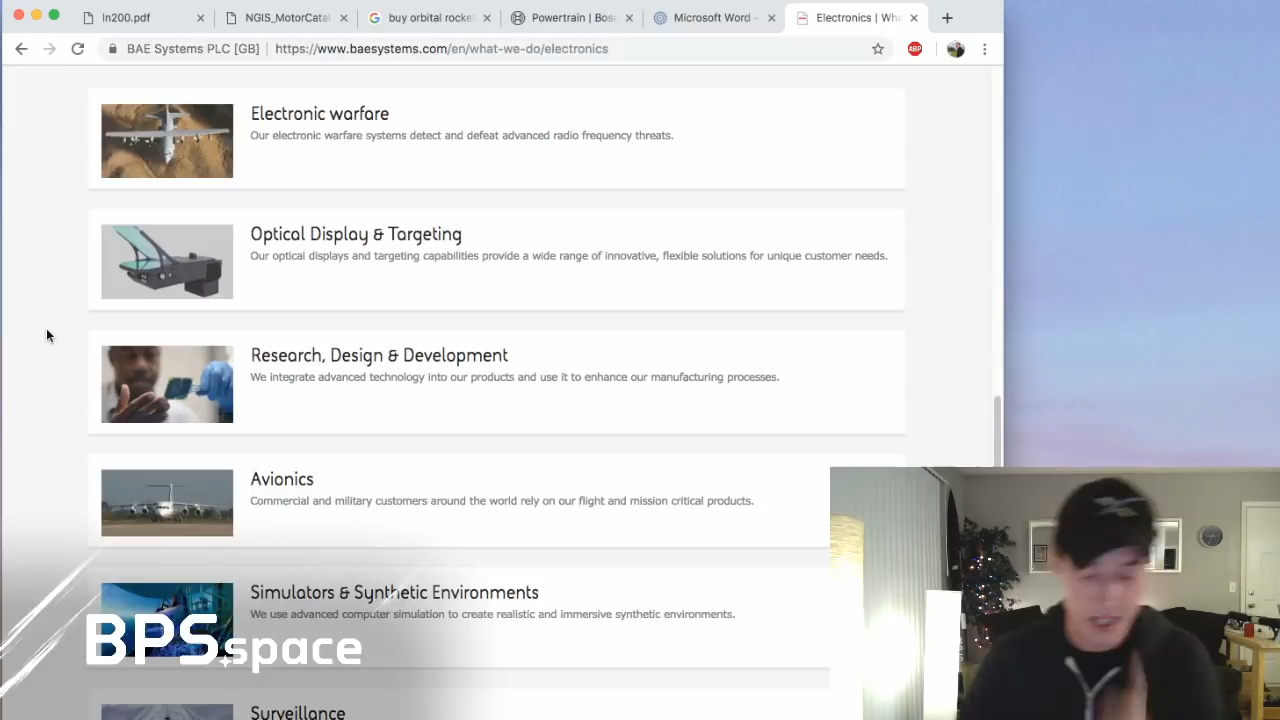 ln200.pdf
NGIS_MotorCatal
buy orbital rocke
Powertrain | Bos
Microsoft Word -
Electronics | Wha
BAE Systems PLC [GB] | https://www.baesystems.com/en/what-we-do/electronics
ABP
Electronic warfare
Our electronic warfare systems detect and defeat advanced radio frequency threats.
Optical Display & Targeting
Our optical displays and targeting capabilities provide a wide range of innovative, flexible solutions for unique customer needs.
Research, Design & Development
We integrate advanced technology into our products and use it to enhance our manufacturing processes.
Avionics
Commercial and military customers around the world rely on our flight and mission critical products.
Simulators & Synthetic Environments
We use advanced computer simulation to create realistic and immersive synthetic environments.
BPS.space
Surveillance